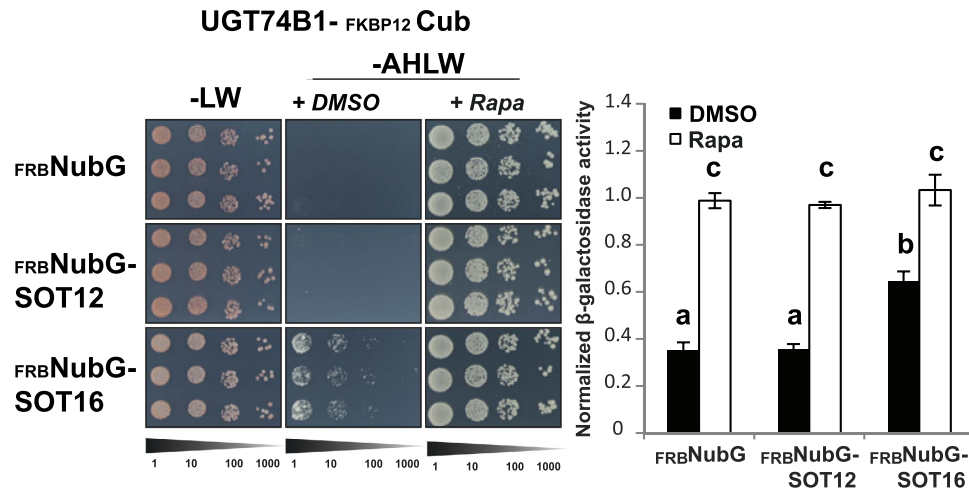 UGT74B1- FKBP12 Cub
-AHLW
-LW
+ DMSO
+ Rapa
FRBNubG
FRBNubG-
SOT12
FRBNubG-
SOT16
1 10 100 1000
1 10 100 1000
1 10 100 1000
Normalized β-galactosidase activity
1.4
1.2
1.0
0.8
0.6
0.4
0.2
0
DMSO
Rapa
a
c
a
c
b
c
FRBNubG
FRBNubG-
SOT12
FRBNubG-
SOT16